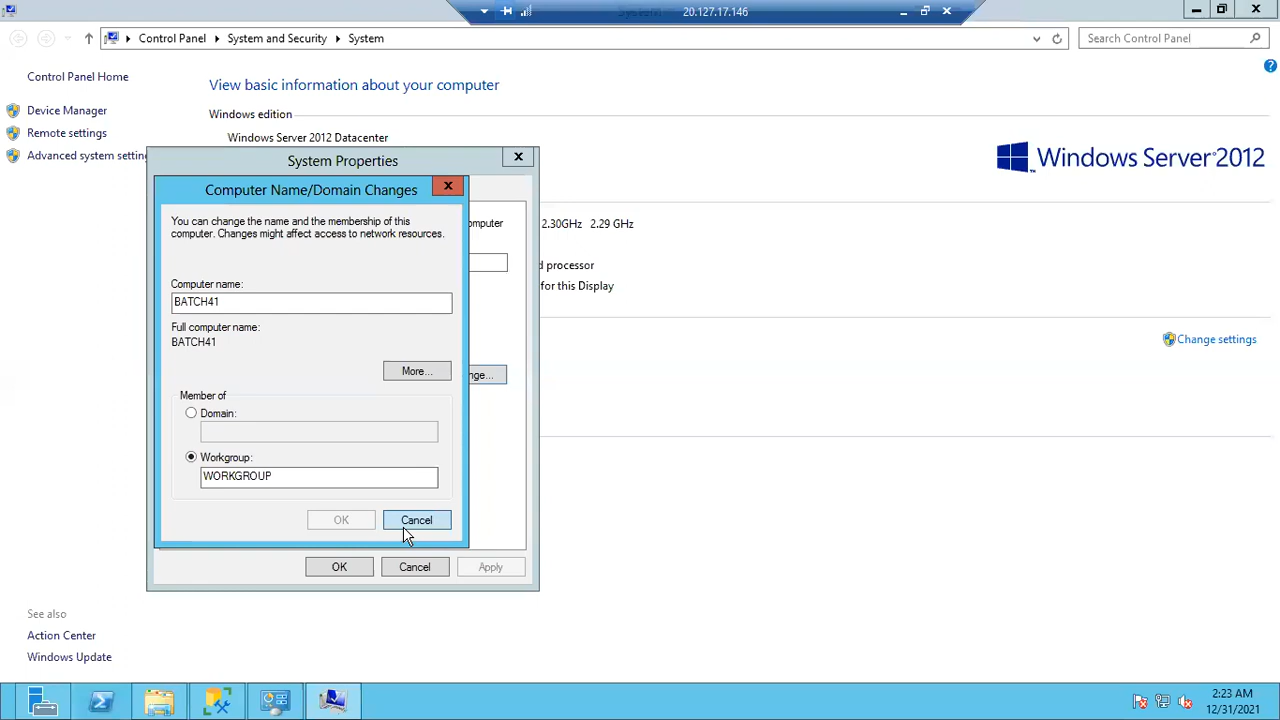 20.127.17.146
Control Panel
System and Security
System
Search Control Panel
Control Panel Home
View basic information about your computer
Device Manager
Windows edition
Remote settings
Windows Server 2012 Datacenter
Advanced system settin
Windows Server 2012
System Properties
Computer Name/Domain Changes
You can change the name and the membership of this
computer. Changes might affect access to network resources.
omputer
2.30GHz 2.29 GHz
d processor
for this Display
Computer name:
BATCH41
Full computer name:
BATCH41
Change settings
More...
nge...
Member of
Domain:
Workgroup:
WORKGROUP
OK
Cancel
OK
Cancel
Apply
See also
Action Center
Windows Update
2:23 AM
12/31/2021